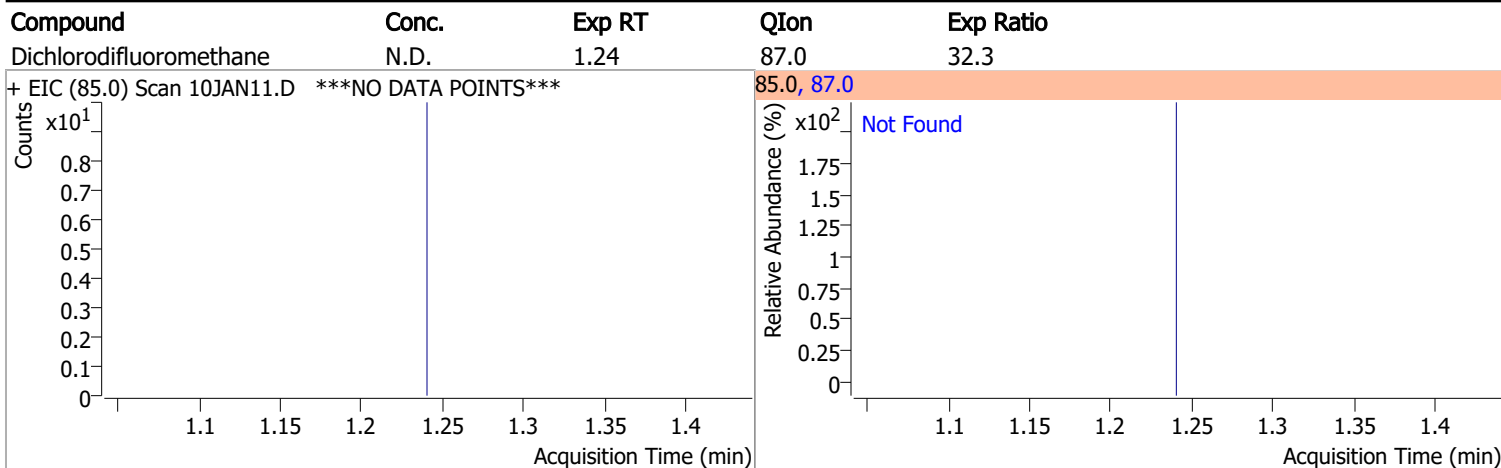 Compound Conc. Exp RT QIon Exp Ratio
Dichlorodifluoromethane N.D. 1.24 87.0 32.3
+ EIC (85.0) Scan 10JAN11.D ***NO DATA POINTS***
Counts
x10¹
0.8
0.7
0.6
0.5
0.4
0.3
0.2
0.1
0
1.1 1.15 1.2 1.25 1.3 1.35 1.4
Acquisition Time (min)
85.0, 87.0
Relative Abundance (%)
x10²
Not Found
1.75
1.5
1.25
1
0.75
0.5
0.25
0
1.1 1.15 1.2 1.25 1.3 1.35 1.4
Acquisition Time (min)